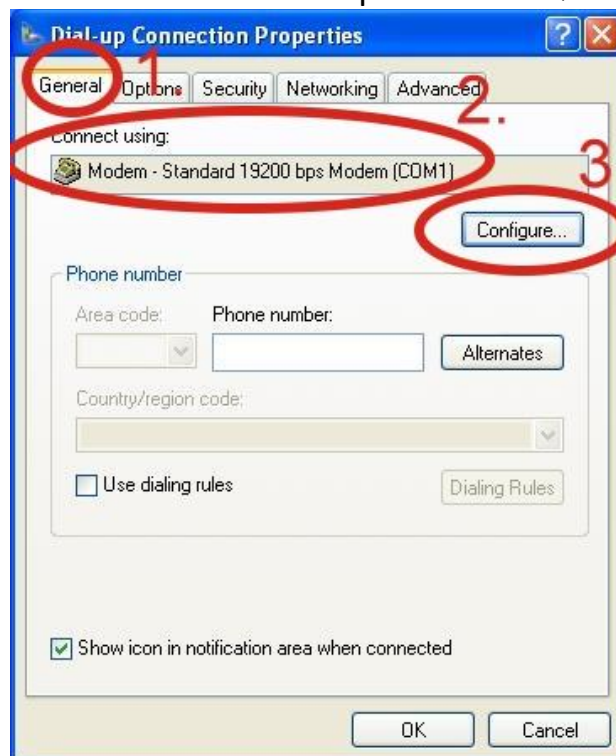 Dial-up Connection Properties
1.
General Options Security Networking Advanced
2.
Connect using:
Modem - Standard 19200 bps Modem (COM1)
3
Configure...
Phone number
Area code: Phone number:
Alternates
Country/region code:
Use dialing rules Dialing Rules
Show icon in notification area when connected
OK Cancel